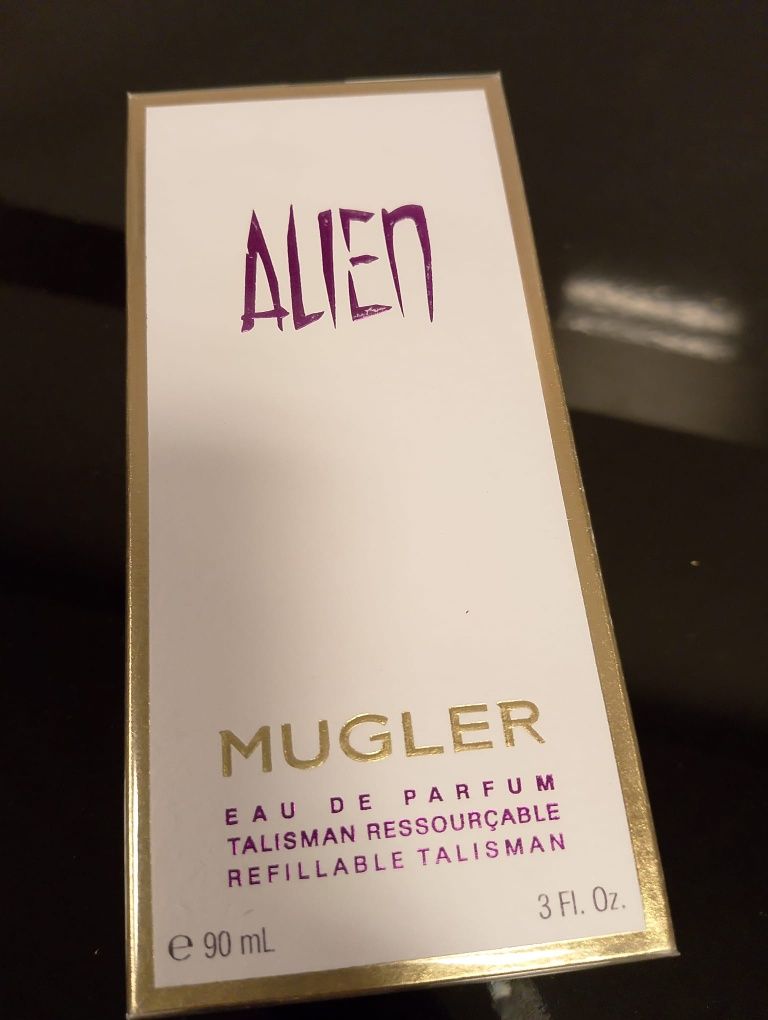 ALIEN
MUGLER
EAU DE PARFUM
TALISMAN RESSOURÇABLE
REFILLABLE TALISMAN
℮ 90 mL
3 Fl. Oz.